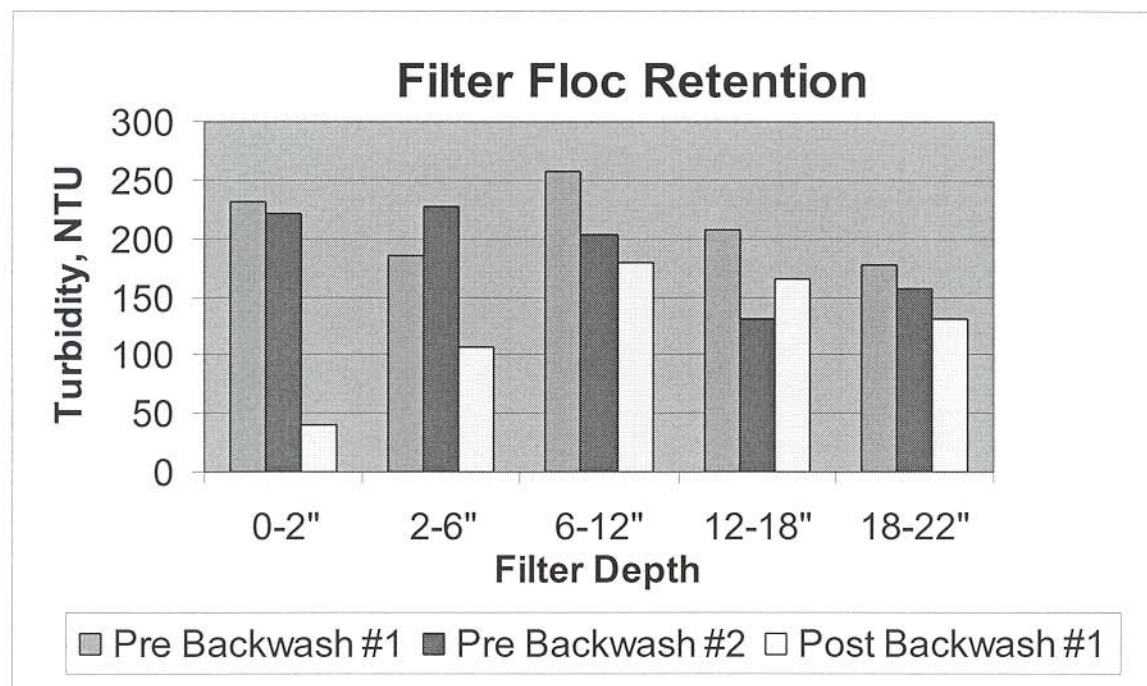 Filter Floc Retention
300
250
200
150
100
50
0
Turbidity, NTU
0-2" 2-6" 6-12" 12-18" 18-22"
Filter Depth
Pre Backwash #1 Pre Backwash #2 Post Backwash #1